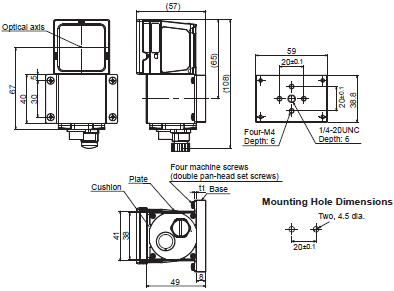 (57)
Optical axis
67
40
30
5
(65)
(108)
59
20±0.1
20±0.1
38.8
Four-M4
Depth: 6
1/4-20UNC
Depth: 6
Four machine screws
(double pan-head set screws)
Plate
Cushion
t1
Base
41
38
8
49
Mounting Hole Dimensions
Two, 4.5 dia.
20±0.1